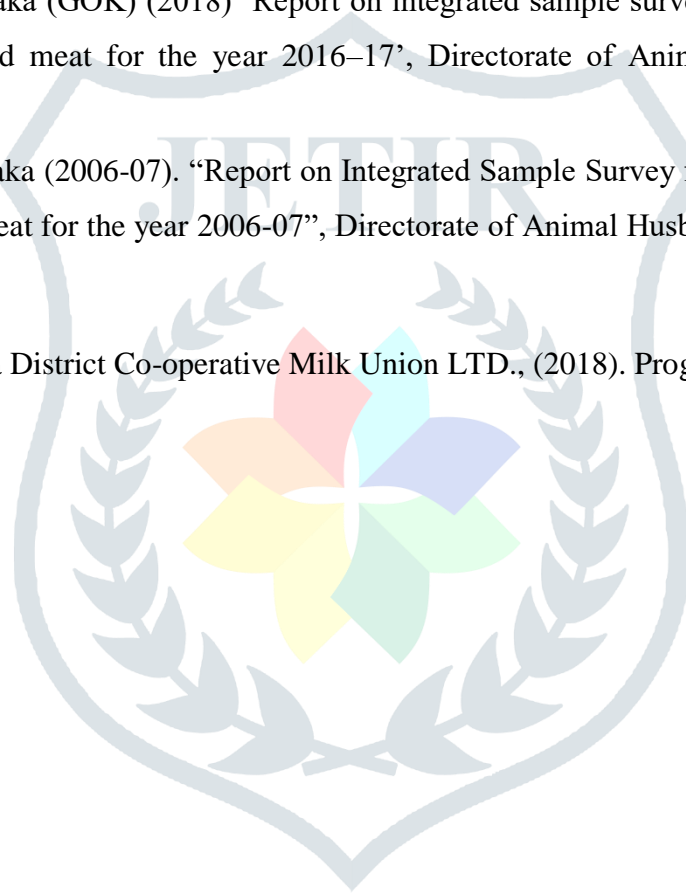 aka (GOK) (2018) Report on integrated sample surve
d meat for the year 2016–17’, Directorate of Anim
JETIR
aka (2006-07). “Report on Integrated Sample Survey
eat for the year 2006-07”, Directorate of Animal Husb
District Co-operative Milk Union LTD., (2018). Prog